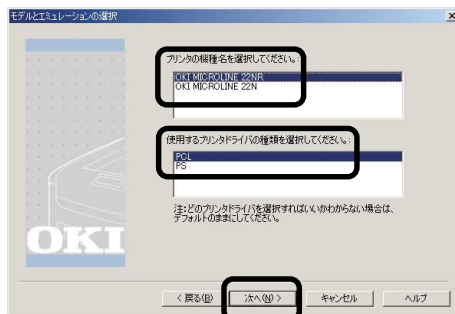 モデルとエミュレーションの選択
プリンタの機種名を選択してください。:
OKI MICROLINE 22NR
OKI MICROLINE 22N
使用するプリンタドライバの種類を選択してください。:
PCL
PS
注:どのプリンタドライバを選択すればいいかわからない場合は、
デフォルトのままにしてください。
OKI
< 戻る(B) 次へ(N) > キャンセル ヘルプ